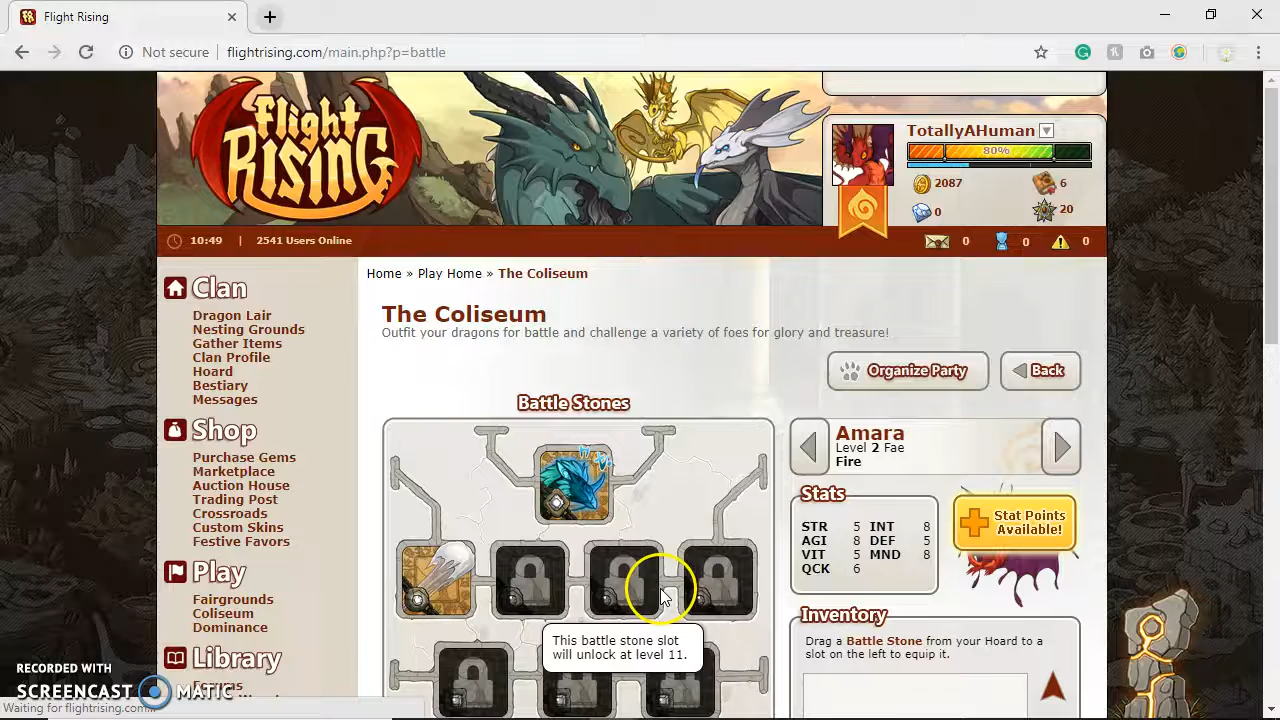 Flight Rising
Not secure
flightrising.com/main.php?p=battle
flight
RISING
TotallyAHuman
80%
2087
6
0
20
10:49 | 2541 Users Online
0
0
0
Clan
Dragon Lair
Nesting Grounds
Gather Items
Clan Profile
Hoard
Bestiary
Messages
Shop
Purchase Gems
Marketplace
Auction House
Trading Post
Crossroads
Custom Skins
Festive Favors
Play
Fairgrounds
Coliseum
Dominance
Library
Home » Play Home » The Coliseum
The Coliseum
Outfit your dragons for battle and challenge a variety of foes for glory and treasure!
Organize Party
Back
Battle Stones
This battle stone slot
will unlock at level 11.
Amara
Level 2 Fae
Fire
Stats
STR 5 INT 8
AGI 8 DEF 5
VIT 5 MND 8
QCK 6
Stat Points
Available!
Inventory
Drag a Battle Stone from your Hoard to a
slot on the left to equip it.
RECORDED WITH
SCREENCAST MATIC
Waiting for flightrising.com...